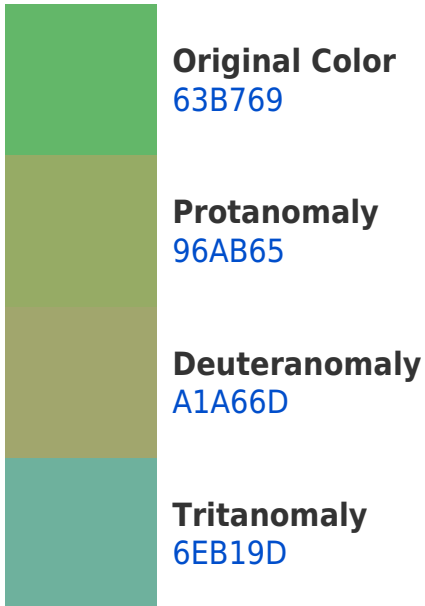 Original Color
63B769
Protanomaly
96AB65
Deuteranomaly
A1A66D
Tritanomaly
6EB19D